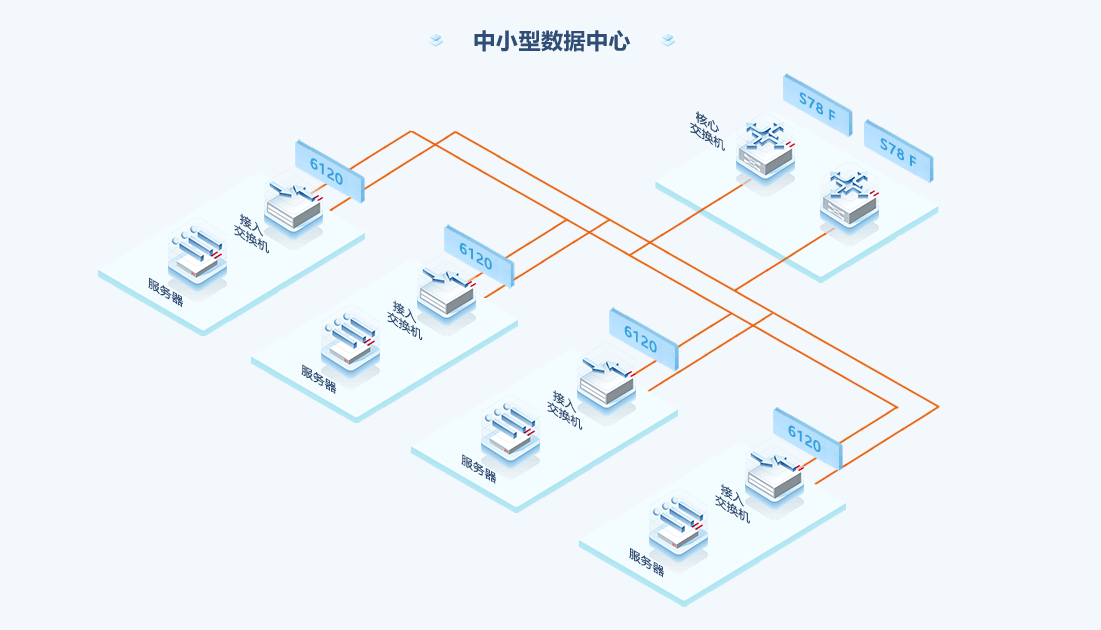 中小型数据中心
S78 F
S78 F
核心
交换机
6120
接入
交换机
服务器
6120
接入
交换机
服务器
6120
接入
交换机
服务器
6120
接入
交换机
服务器